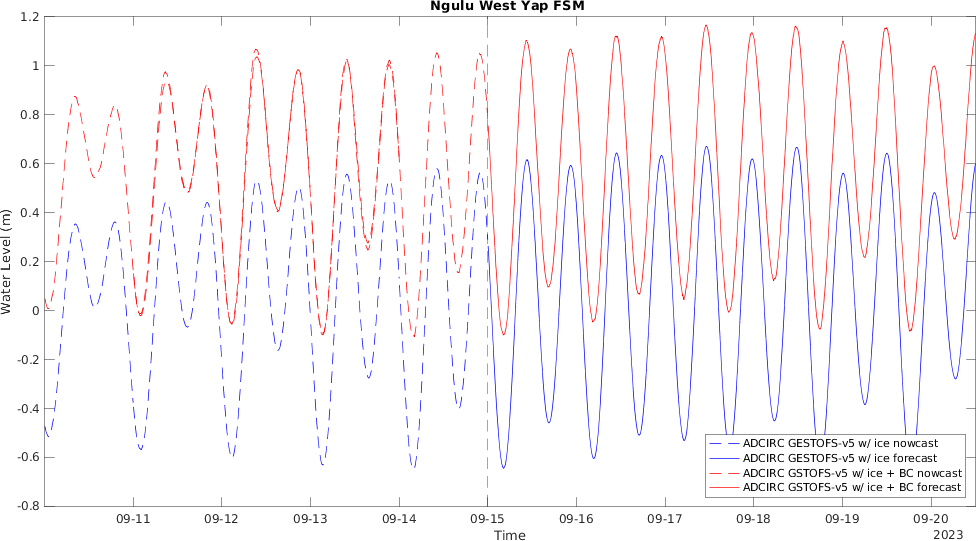 Ngulu West Yap FSM
1.2
1
0.8
0.6
0.4
0.2
0
-0.2
-0.4
-0.6
-0.8
Water Level (m)
ADCIRC GESTOFS-v5 w/ ice nowcast
ADCIRC GESTOFS-v5 w/ ice forecast
ADCIRC GSTOFS-v5 w/ ice + BC nowcast
ADCIRC GSTOFS-v5 w/ ice + BC forecast
09-11 09-12 09-13 09-14 09-15 09-16 09-17 09-18 09-19 09-20
Time
2023